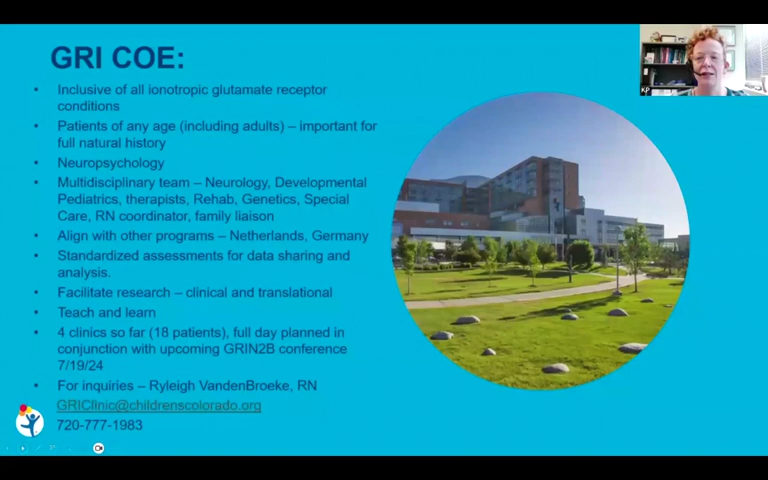 GRI COE:
• Inclusive of all ionotropic glutamate receptor
conditions
• Patients of any age (including adults) – important for
full natural history
• Neuropsychology
• Multidisciplinary team – Neurology, Developmental
Pediatrics, therapists, Rehab, Genetics, Special
Care, RN coordinator, family liaison
• Align with other programs – Netherlands, Germany
• Standardized assessments for data sharing and
analysis.
• Facilitate research – clinical and translational
• Teach and learn
• 4 clinics so far (18 patients), full day planned in
conjunction with upcoming GRIN2B conference
7/19/24
• For inquiries – Ryleigh VandenBroeke, RN
GRIClinic@childrenscolorado.org
720-777-1983
KP